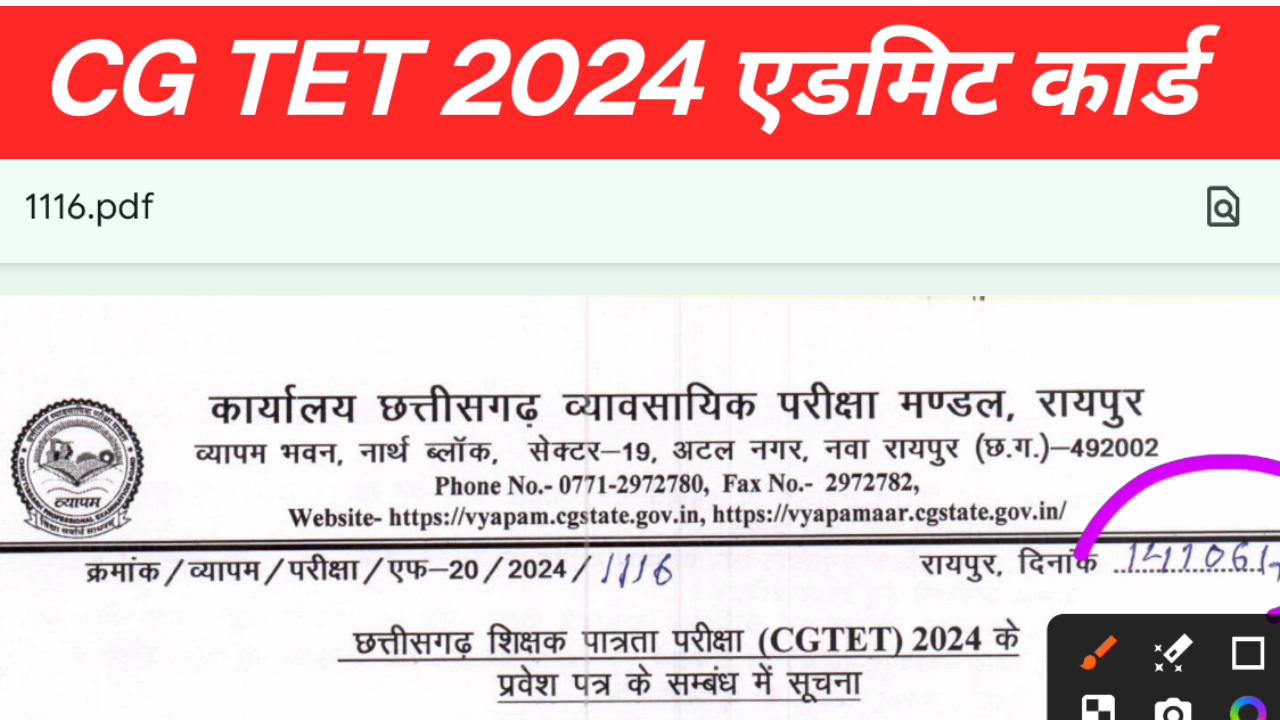 CG TET 2024 एडमिट कार्ड
1116.pdf
कार्यालय छत्तीसगढ़ व्यावसायिक परीक्षा मण्डल, रायपुर
व्यापम भवन, नार्थ ब्लॉक, सेक्टर–19, अटल नगर, नवा रायपुर (छ.ग.)–492002
Phone No.- 0771-2972780, Fax No.- 2972782,
Website- https://vyapam.cgstate.gov.in, https://vyapamaar.cgstate.gov.in/
व्यापम
क्रमांक / व्यापम / परीक्षा / एफ–20 / 2024 / 1116
रायपुर, दिनांक
छत्तीसगढ़ शिक्षक पात्रता परीक्षा (CGTET) 2024 के
प्रवेश पत्र के सम्बंध में सूचना